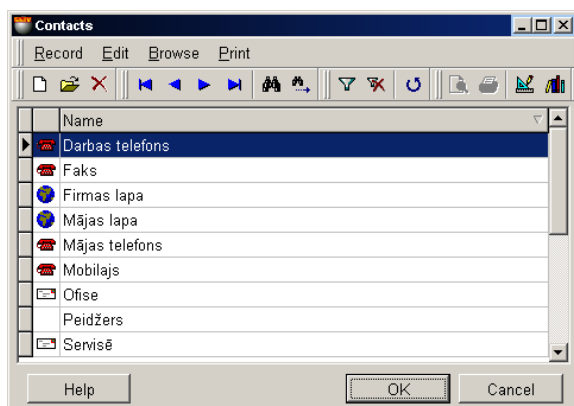 Contacts
Record Edit Browse Print
Name
Darbas telefons
Faks
Firmas lapa
Mājas lapa
Mājas telefons
Mobilajs
Ofise
Peidžers
Servisē
Help OK Cancel